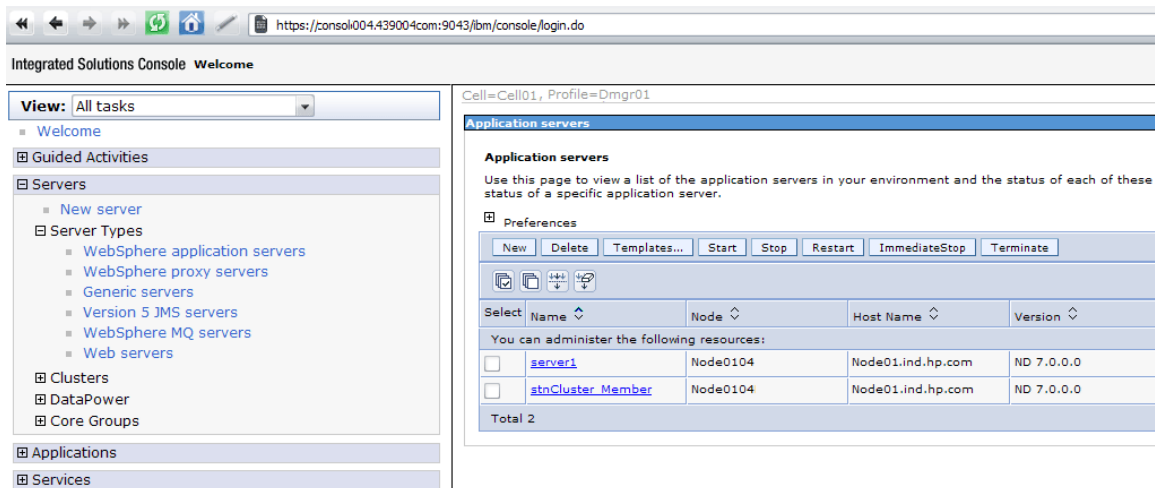 https://consoli004.439004com:9043/ibm/console/login.do
Integrated Solutions Console Welcome
View: All tasks
Welcome
Guided Activities
Servers
New server
Server Types
WebSphere application servers
WebSphere proxy servers
Generic servers
Version 5 JMS servers
WebSphere MQ servers
Web servers
Clusters
DataPower
Core Groups
Applications
Services
Cell=Cell01, Profile=Dmgr01
Application servers
Application servers
Use this page to view a list of the application servers in your environment and the status of each of these
status of a specific application server.
Preferences
New Delete Templates... Start Stop Restart ImmediateStop Terminate
Select Name Node Host Name Version
You can administer the following resources:
server1 Node0104 Node01.ind.hp.com ND 7.0.0.0
stnCluster_Member Node0104 Node01.ind.hp.com ND 7.0.0.0
Total 2